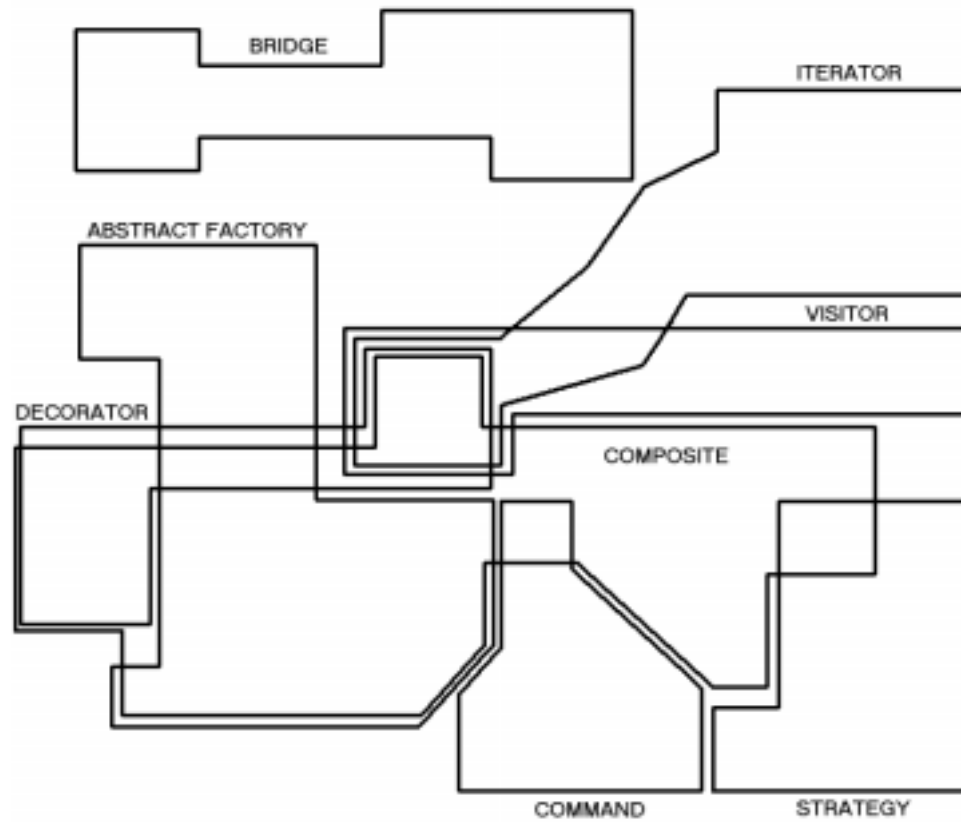 BRIDGE
ITERATOR
ABSTRACT FACTORY
VISITOR
DECORATOR
COMPOSITE
COMMAND
STRATEGY